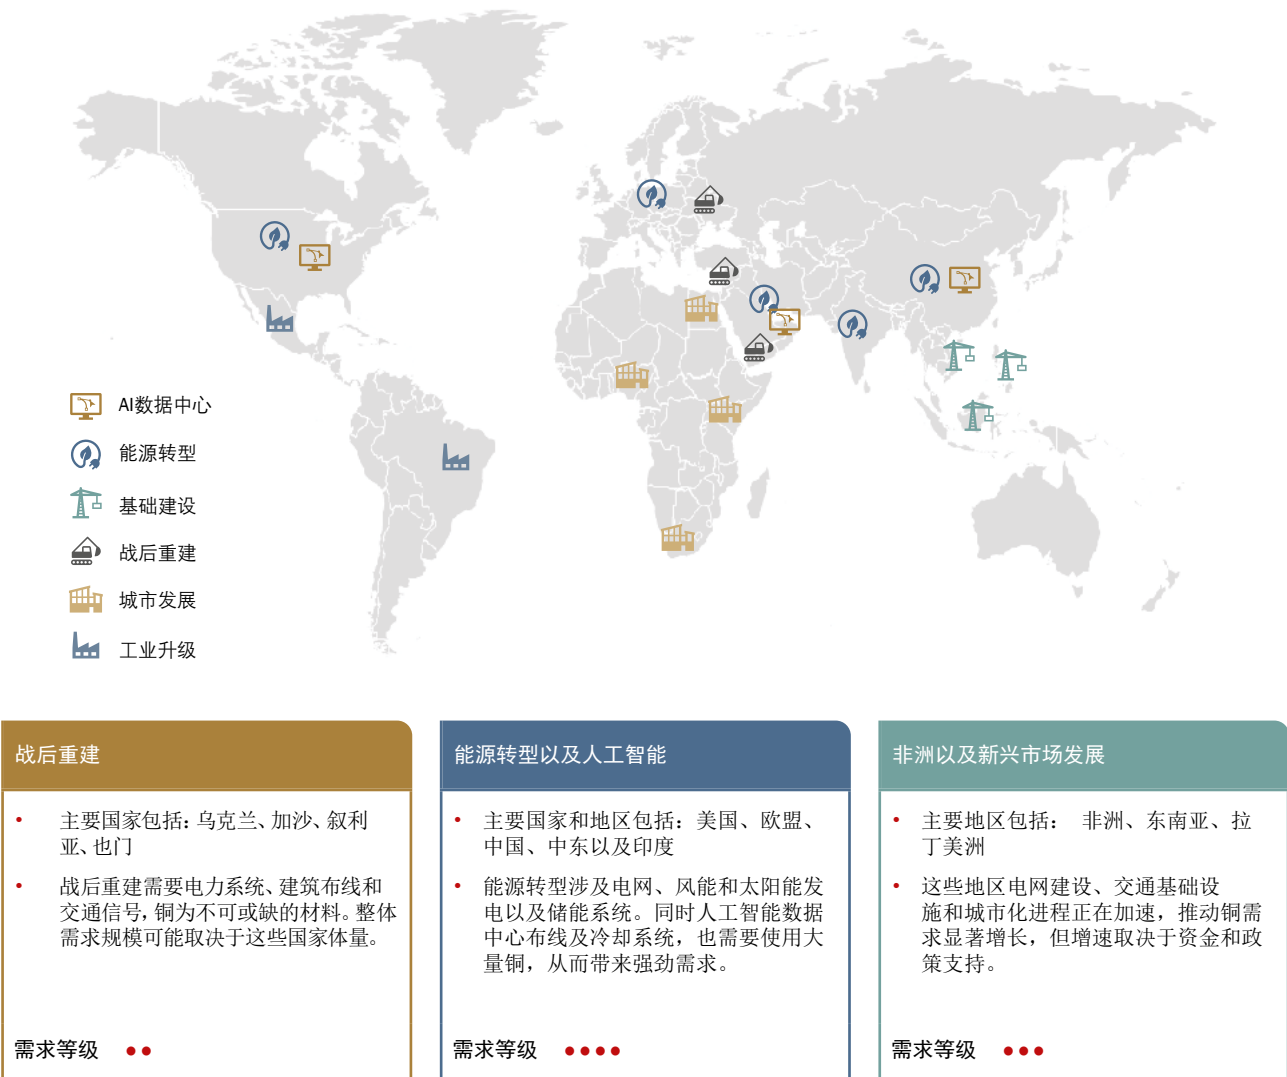 AI数据中心
能源转型
基础建设
战后重建
城市发展
工业升级
战后重建
• 主要国家包括：乌克兰、加沙、叙利
亚、也门
• 战后重建需要电力系统、建筑布线和
交通信号，铜为不可或缺的材料。整体
需求规模可能取决于这些国家体量。
需求等级
能源转型以及人工智能
• 主要国家和地区包括：美国、欧盟、
中国、中东以及印度
• 能源转型涉及电网、风能和太阳能发
电以及储能系统。同时人工智能数据
中心布线及冷却系统，也需要使用大
量铜，从而带来强劲需求。
需求等级
非洲以及新兴市场发展
• 主要地区包括： 非洲、东南亚、拉
丁美洲
• 这些地区电网建设、交通基础设
施和城市化进程正在加速，推动铜需
求显著增长，但增速取决于资金和政
策支持。
需求等级